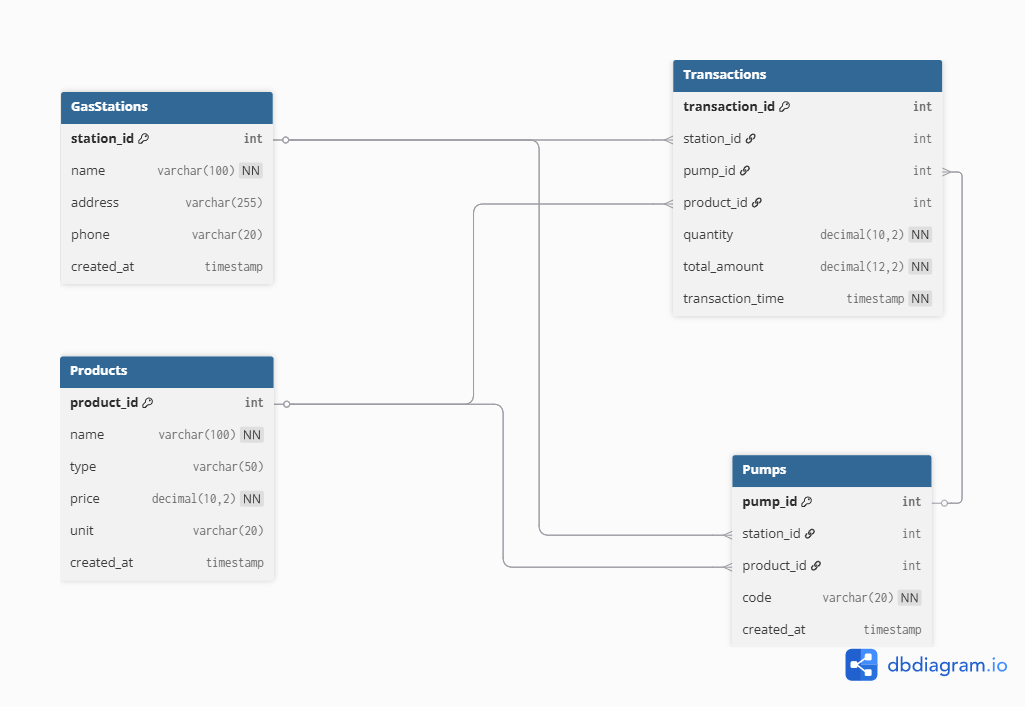 GasStations
station_id int
name varchar(100) NN
address varchar(255)
phone varchar(20)
created_at timestamp
Transactions
transaction_id int
station_id int
pump_id int
product_id int
quantity decimal(10,2) NN
total_amount decimal(12,2) NN
transaction_time timestamp NN
Products
product_id int
name varchar(100) NN
type varchar(50)
price decimal(10,2) NN
unit varchar(20)
created_at timestamp
Pumps
pump_id int
station_id int
product_id int
code varchar(20) NN
created_at timestamp
dbdiagram.io